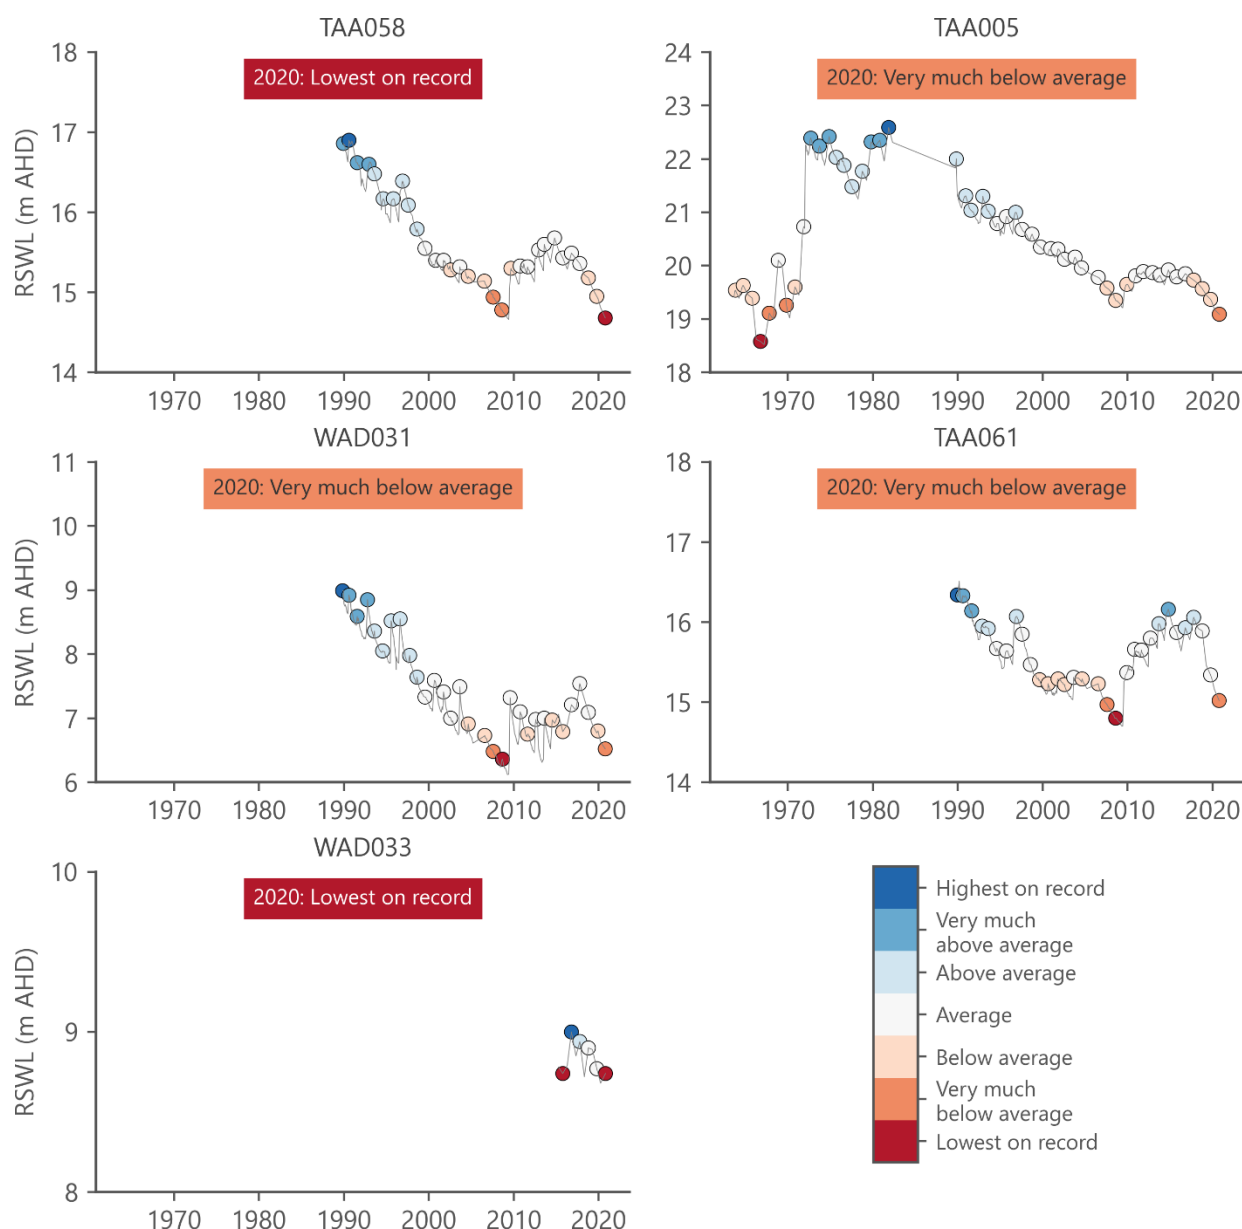 TAA058
2020: Lowest on record
RSWL (m AHD)
18
17
16
15
14
1970 1980 1990 2000 2010 2020
TAA005
2020: Very much below average
24
23
22
21
20
19
18
1970 1980 1990 2000 2010 2020
WAD031
2020: Very much below average
RSWL (m AHD)
11
10
9
8
7
6
1970 1980 1990 2000 2010 2020
TAA061
2020: Very much below average
18
17
16
15
14
1970 1980 1990 2000 2010 2020
WAD033
2020: Lowest on record
RSWL (m AHD)
10
9
8
1970 1980 1990 2000 2010 2020
Highest on record
Very much
above average
Above average
Average
Below average
Very much
below average
Lowest on record